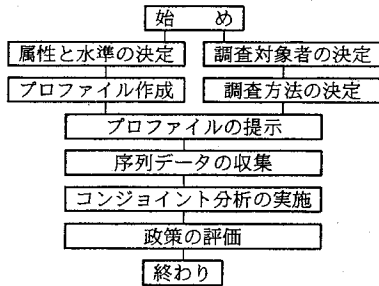 始　め
属性と水準の決定
調査対象者の決定
プロファイル作成
調査方法の決定
プロファイルの提示
序列データの収集
コンジョイント分析の実施
政策の評価
終わり